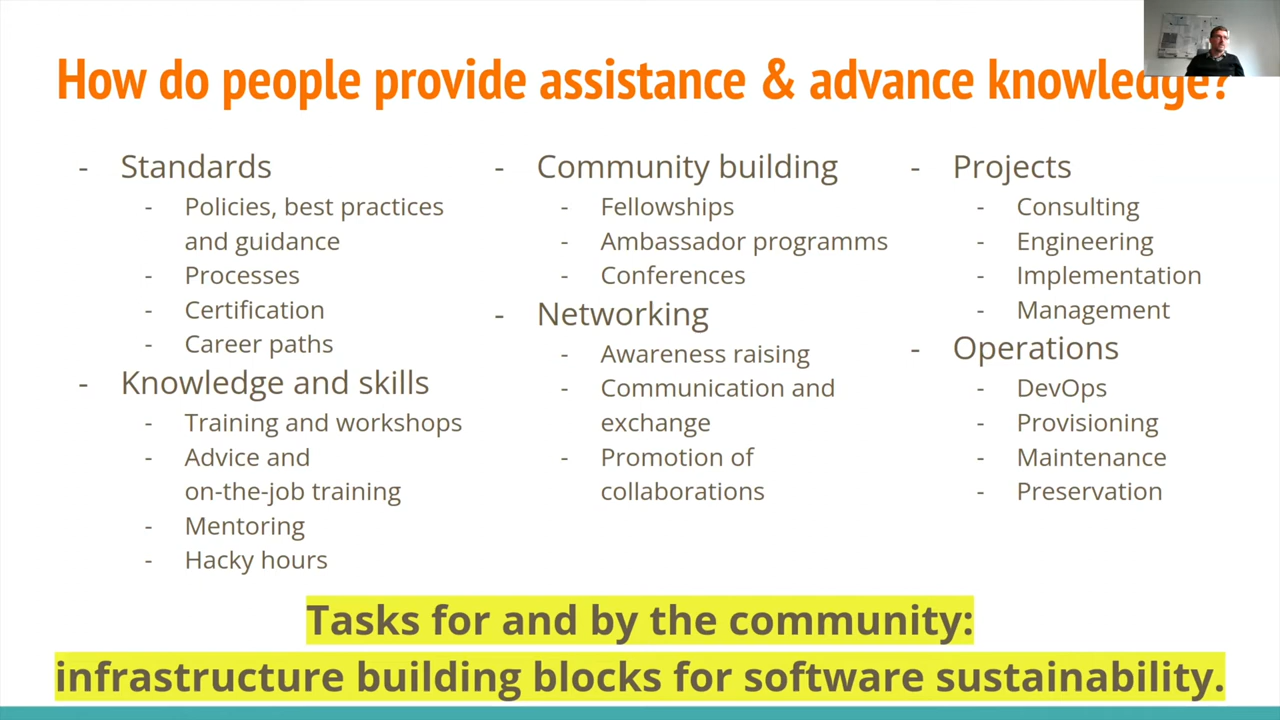 How do people provide assistance & advance knowledge?
- Standards
- Policies, best practices
and guidance
- Processes
- Certification
- Career paths
- Knowledge and skills
- Training and workshops
- Advice and
on-the-job training
- Mentoring
- Hacky hours
- Community building
- Fellowships
- Ambassador programms
- Conferences
- Networking
- Awareness raising
- Communication and
exchange
- Promotion of
collaborations
- Projects
- Consulting
- Engineering
- Implementation
- Management
- Operations
- DevOps
- Provisioning
- Maintenance
- Preservation
Tasks for and by the community:
infrastructure building blocks for software sustainability.